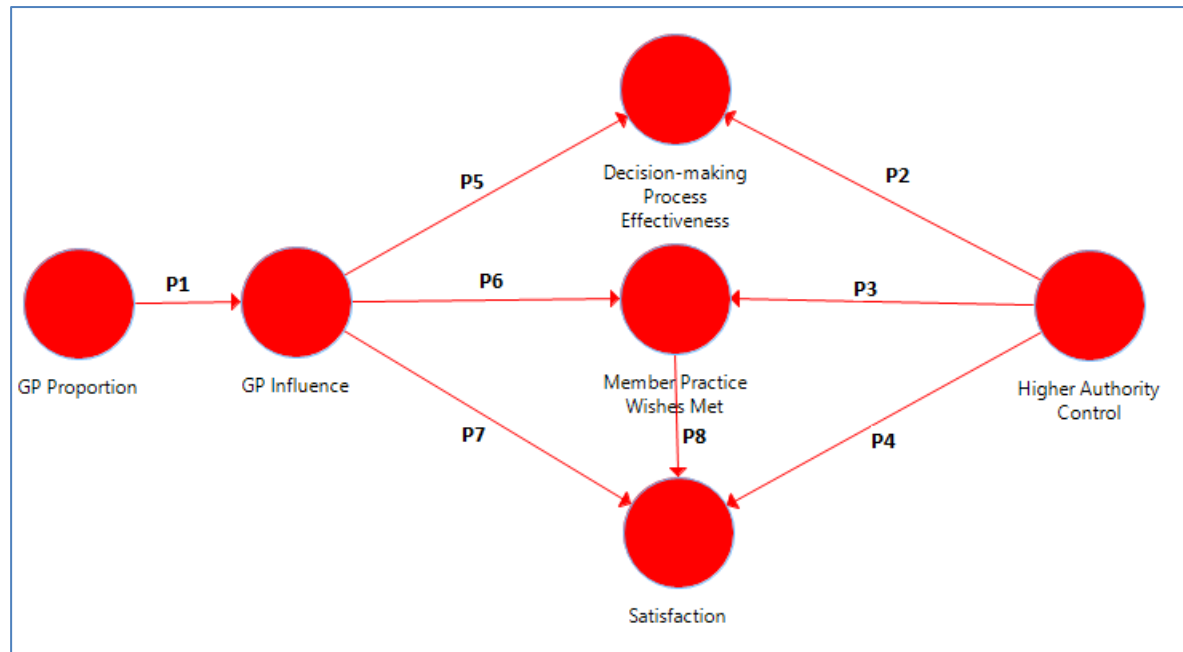 P5
P2
Decision-making
Process
Effectiveness
P1
P6
P3
GP Proportion
GP Influence
Member Practice
Wishes Met
Higher Authority
Control
P7
P8
P4
Satisfaction